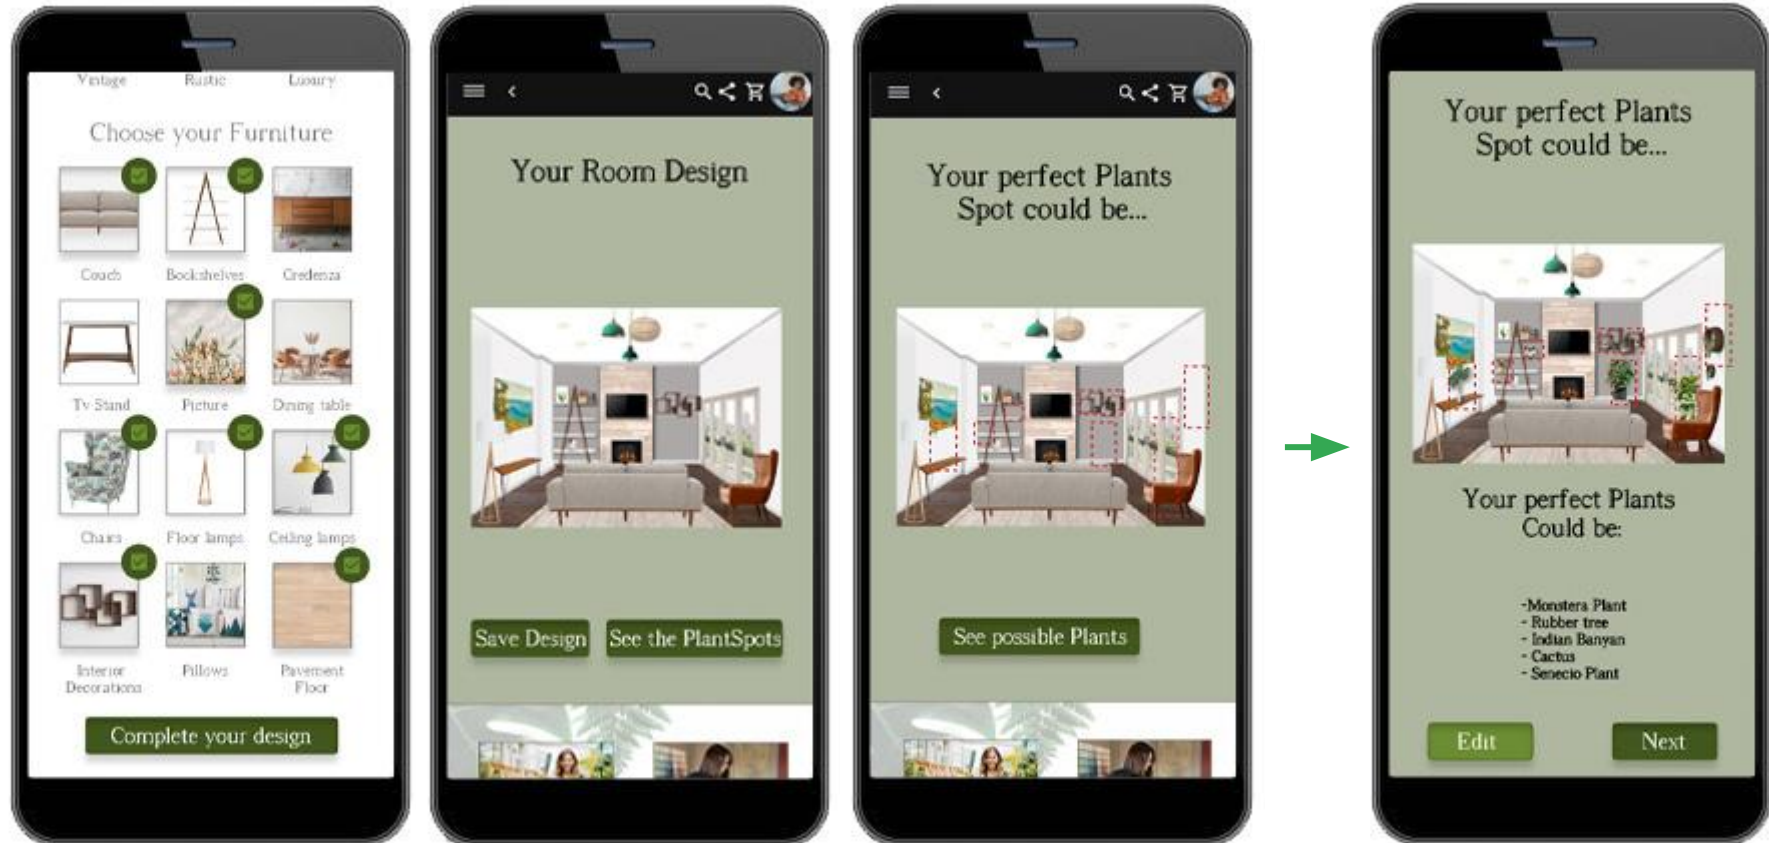 Vintage Rustic Luxury
Choose your Furniture
Couch Bookshelves Credenza
Tv Stand Picture Dining table
Chairs Floor lamps Ceiling lamps
Interior Decorations Pillows Pavement Floor
Complete your design
Your Room Design
Save Design See the PlantSpots
Your perfect Plants
Spot could be...
See possible Plants
Your perfect Plants
Spot could be...
Your perfect Plants
Could be:
-Monstera Plant
- Rubber tree
- Indian Banyan
- Cactus
- Senecio Plant
Edit Next